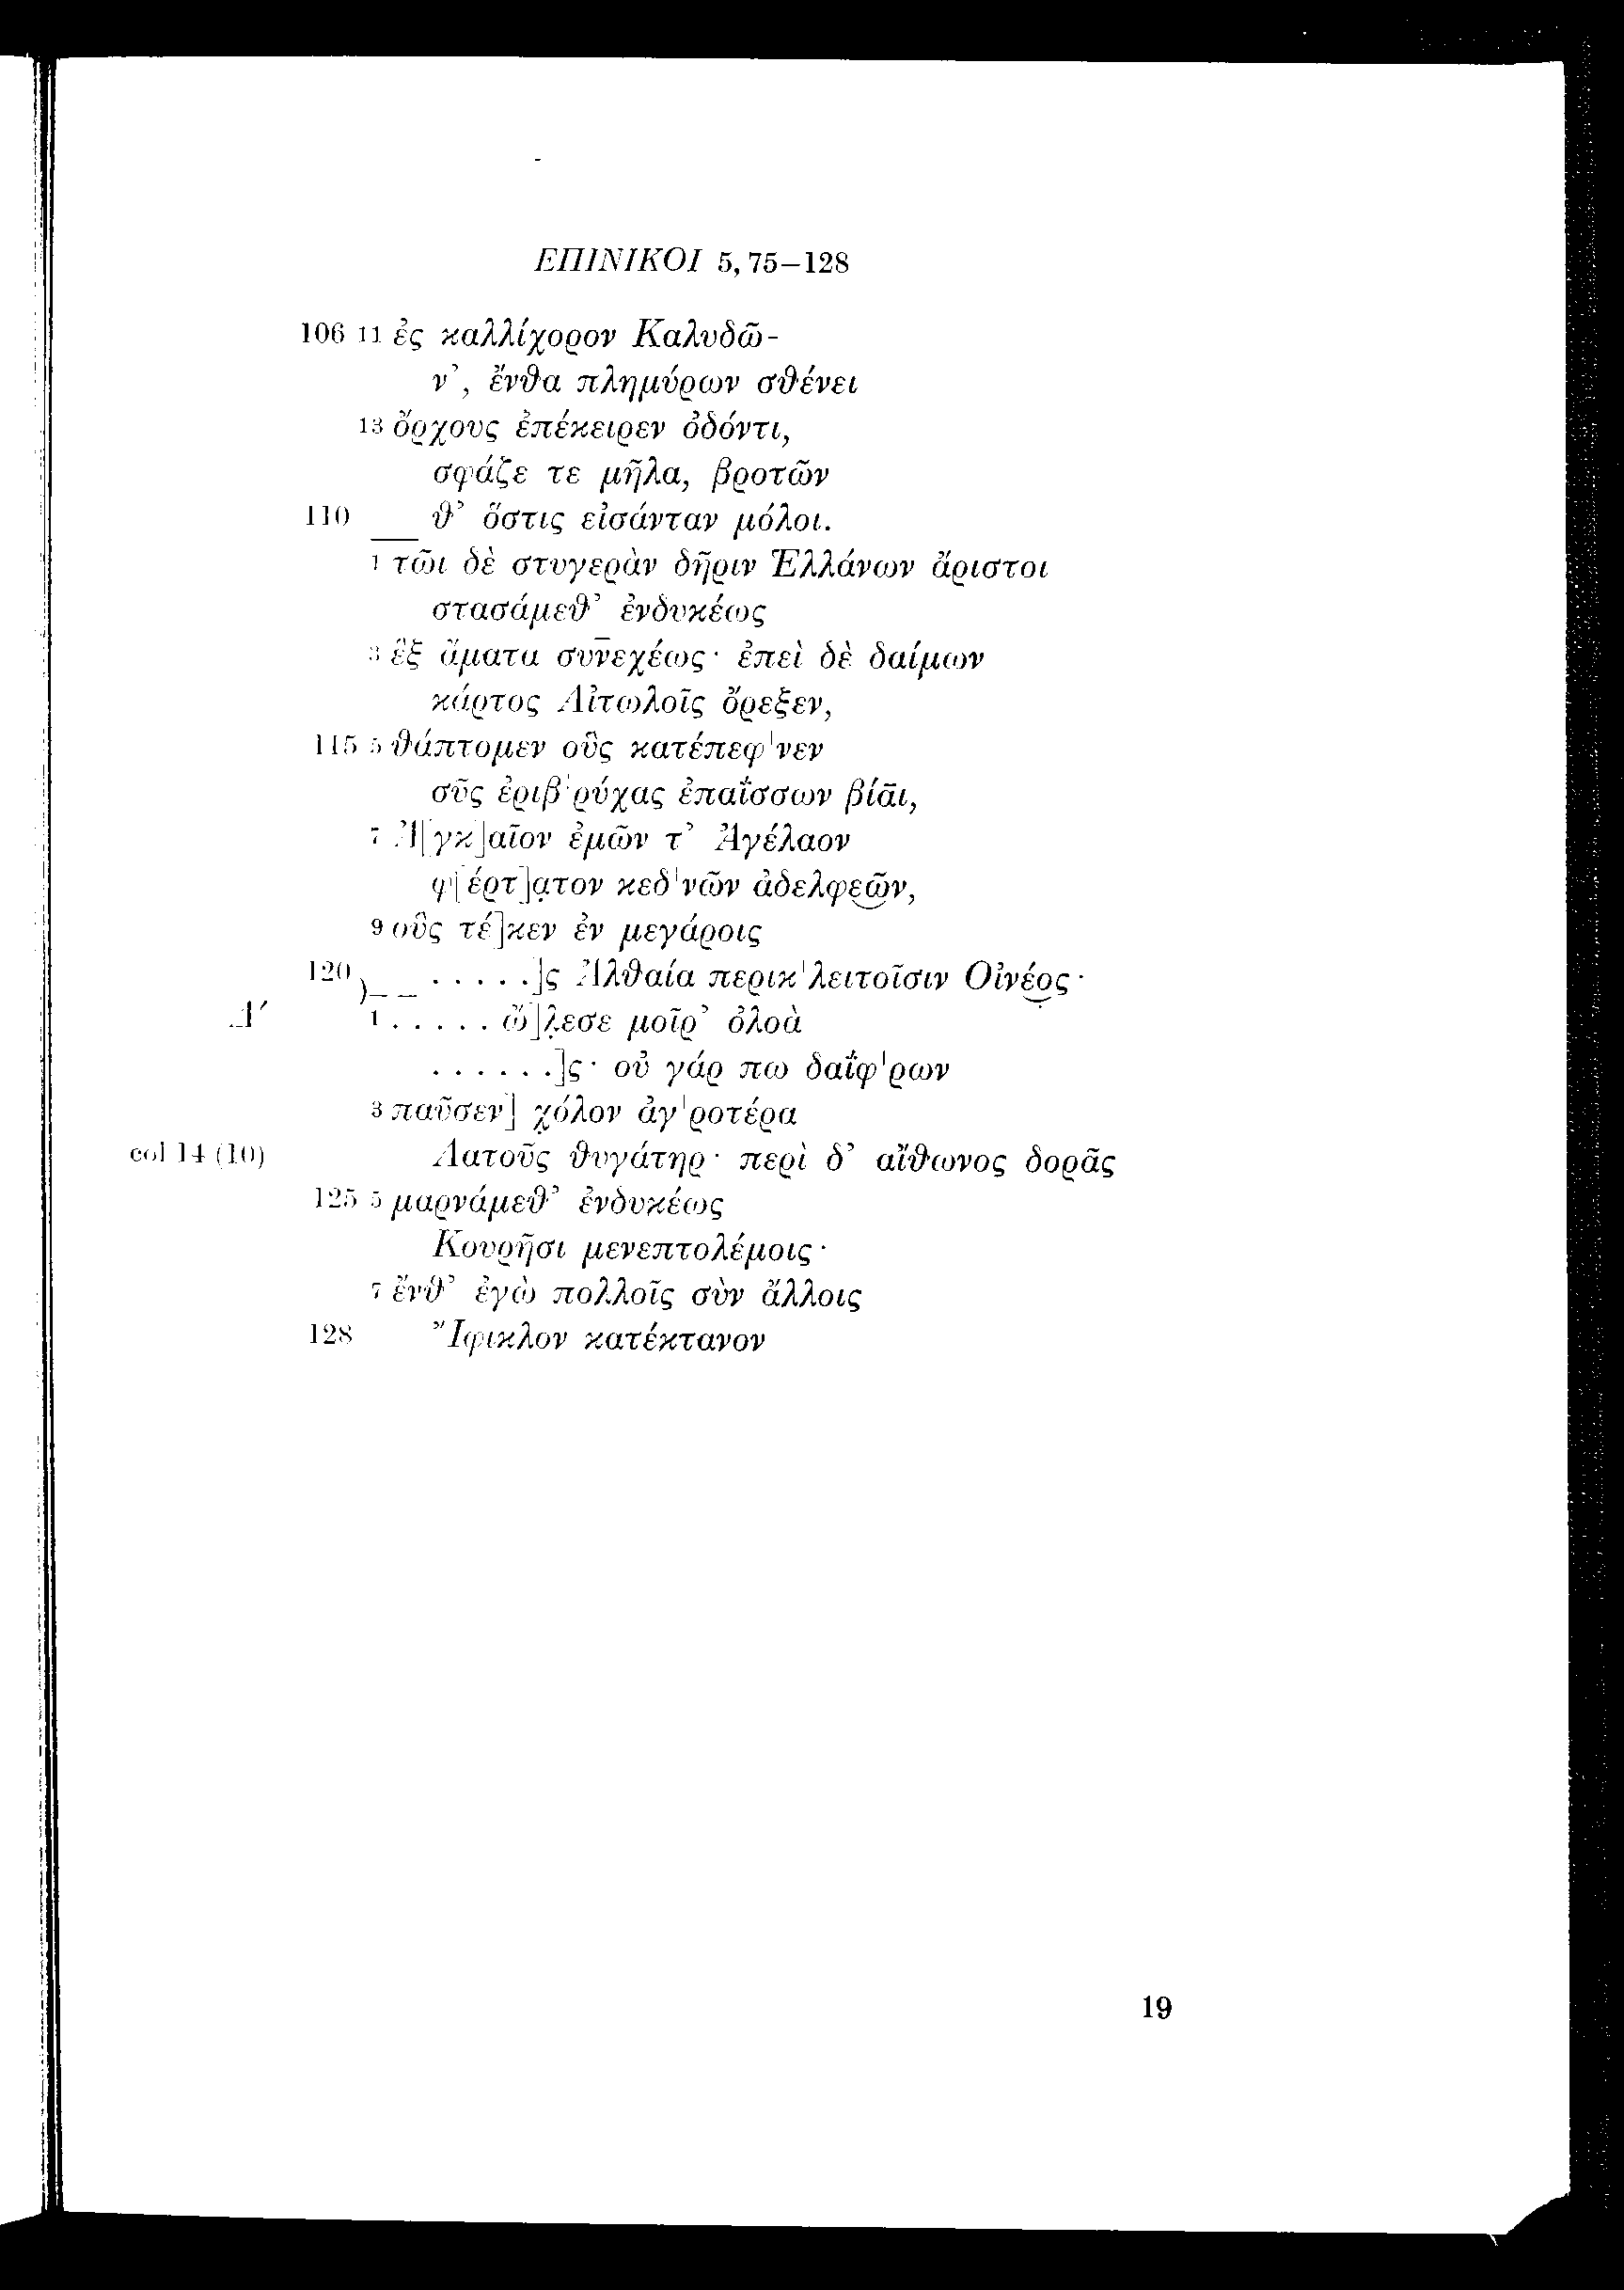 ΕΠΙΝΙΚΟΙ 5, 75–128
106 11 ἐς καλλίχορον Καλυδῶ-
ν᾽, ἔνθα πλημύρων σθένει
13 ὄρχους ἐπέκειρεν ὀδόντι,
σφάζε τε μῆλα, βροτῶν
110 θ᾽ ὅστις εἰσάνταν μόλοι.
1 τῶι δὲ στυγερὰν δῆριν Ἑλλάνων ἄριστοι
στασάμεθ᾽ ἐνδυκέως
3 ἓξ ἄματα συν̄εχέως· ἐπεὶ δὲ δαίμων
κάρτος Αἰτωλοῖς ὄρεξεν,
115 5 θάπτομεν οὓς κατέπεφ'νεν
σῦς ἐριβ'ρύχας ἐπαΐσσων βίᾱι,
7 Ἀ[γκ]αῖον ἐμῶν τ᾽ Ἀγέλαον
φ[έρτ]ατον κεδ'νῶν ἀδελφεῶν,
9 οὓς τέ]κεν ἐν μεγάροις
120 . . . . .]ς Ἀλθαία περικ'λειτοῖσιν Οἰνέος·
Δ′ 1 . . . . . ὤ]λεσε μοῖρ᾽ ὀλοὰ
. . . . . .]ς· οὐ γάρ πω δαΐφ'ρων
3 παῦσεν] χόλον ἀγ'ροτέρα
col 14 (10) Λατοῦς θυγάτηρ· περὶ δ᾽ αἴθωνος δορᾶς
125 5 μαρνάμεθ᾽ ἐνδυκέως
Κουρῆσι μενεπτολέμοις·
7 ἔνθ᾽ ἐγὼ πολλοῖς σὺν ἄλλοις
128 Ἴφικλον κατέκτανον
19